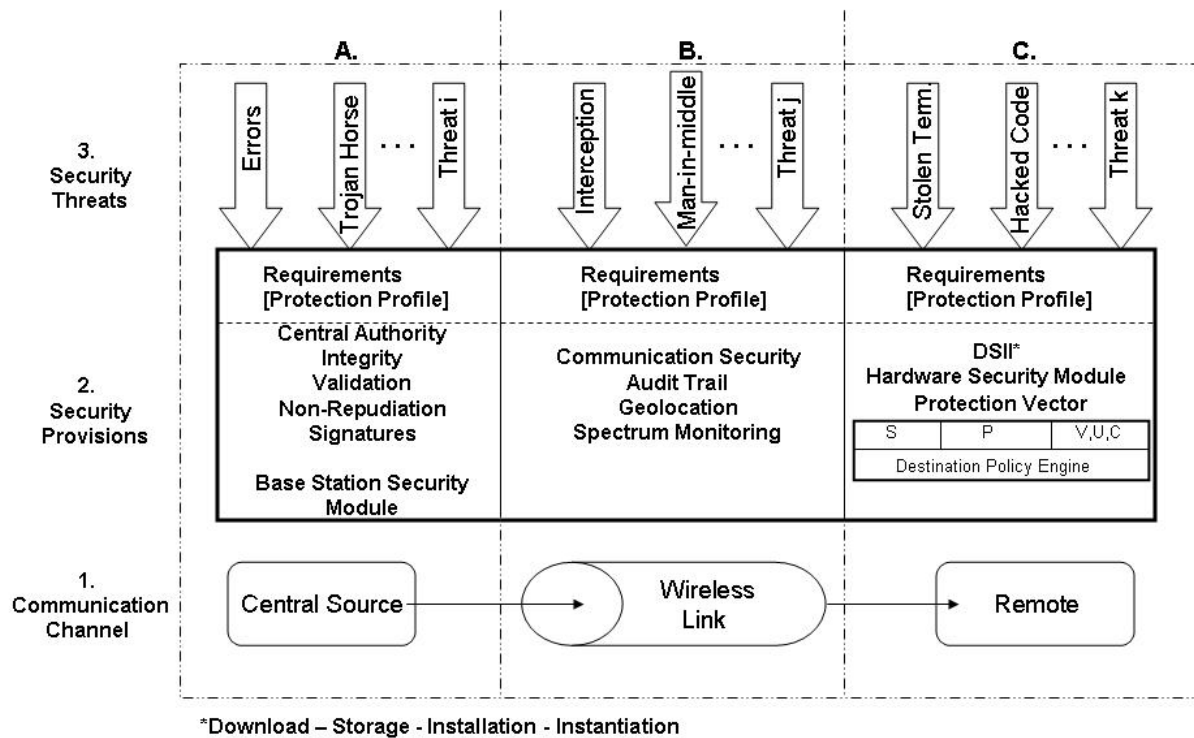 A.
B.
C.
3.
Security
Threats
Errors
Trojan Horse
...
Threat i
Interception
Man-in-middle
...
Threat j
Stolen Term.
Hacked Code
...
Threat k
2.
Security
Provisions
Requirements
[Protection Profile]
Central Authority
Integrity
Validation
Non-Repudiation
Signatures
Base Station Security
Module
Requirements
[Protection Profile]
Communication Security
Audit Trail
Geolocation
Spectrum Monitoring
Requirements
[Protection Profile]
DSII*
Hardware Security Module
Protection Vector
S P V,U,C
Destination Policy Engine
1.
Communication
Channel
Central Source
Wireless
Link
Remote
*Download – Storage - Installation - Instantiation